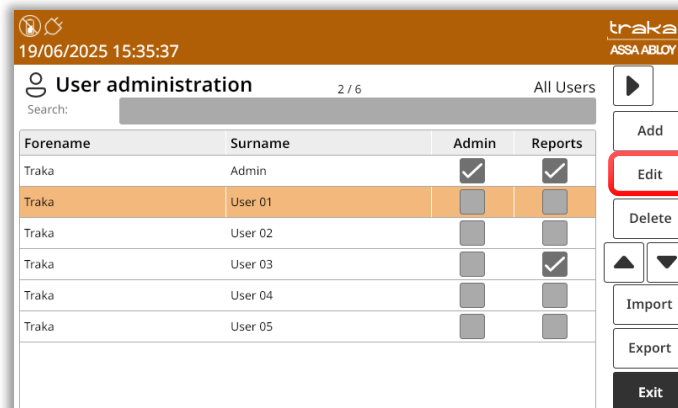 traka
19/06/2025 15:35:37
ASSA ABLOY
User administration 2 / 6 All Users
Search:
Add
Forename Surname Admin Reports
Traka Admin
Edit
Traka User 01
Delete
Traka User 02
Traka User 03
Traka User 04
Import
Traka User 05
Export
Exit